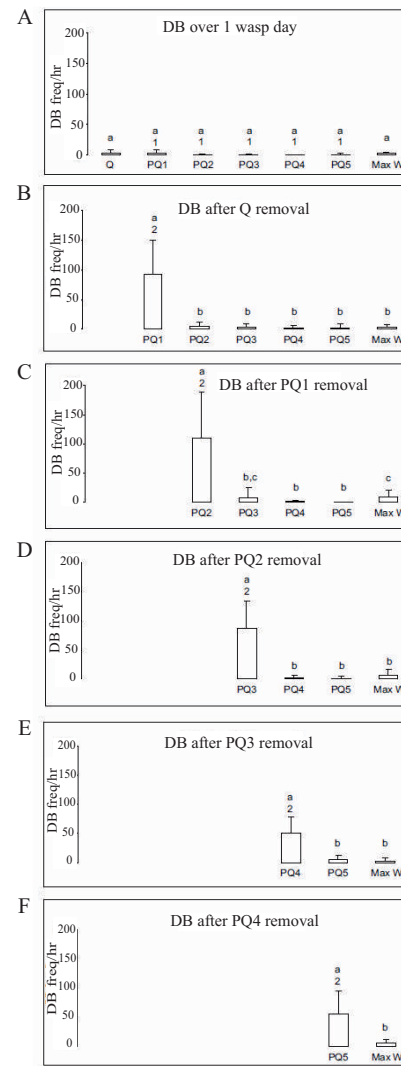 A
DB over 1 wasp day
DB freq/hr
200
150
100
50
0
a a a a a a a
1 1 1 1 1
Q PQ1 PQ2 PQ3 PQ4 PQ5 Max W
B
DB after Q removal
DB freq/hr
200
150
100
50
0
a
2
b b b b b
PQ1 PQ2 PQ3 PQ4 PQ5 Max W
C
DB after PQ1 removal
DB freq/hr
200
150
100
50
0
a
2
b,c b b c
PQ2 PQ3 PQ4 PQ5 Max W
D
DB after PQ2 removal
DB freq/hr
200
150
100
50
0
a
2
b b b
PQ3 PQ4 PQ5 Max W
E
DB after PQ3 removal
DB freq/hr
200
150
100
50
0
a
2
b b
PQ4 PQ5 Max W
F
DB after PQ4 removal
DB freq/hr
200
150
100
50
0
a
2
b
PQ5 Max W